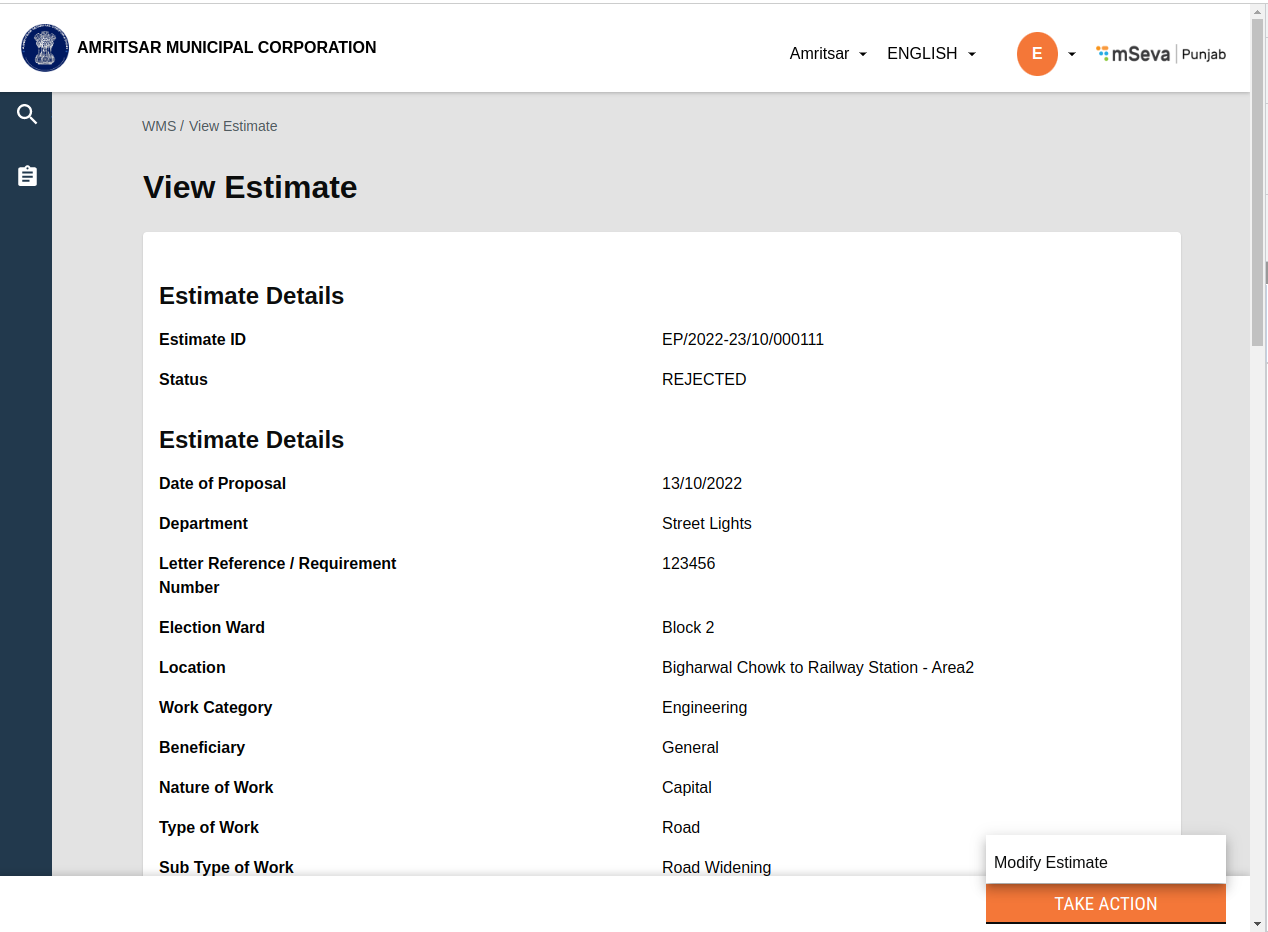 AMRITSAR MUNICIPAL CORPORATION
Amritsar ENGLISH E mSeva Punjab
WMS / View Estimate
View Estimate
Estimate Details
Estimate ID EP/2022-23/10/000111
Status REJECTED
Estimate Details
Date of Proposal 13/10/2022
Department Street Lights
Letter Reference / Requirement 123456
Number
Election Ward Block 2
Location Bigharwal Chowk to Railway Station - Area2
Work Category Engineering
Beneficiary General
Nature of Work Capital
Type of Work Road
Sub Type of Work Road Widening
Modify Estimate
TAKE ACTION